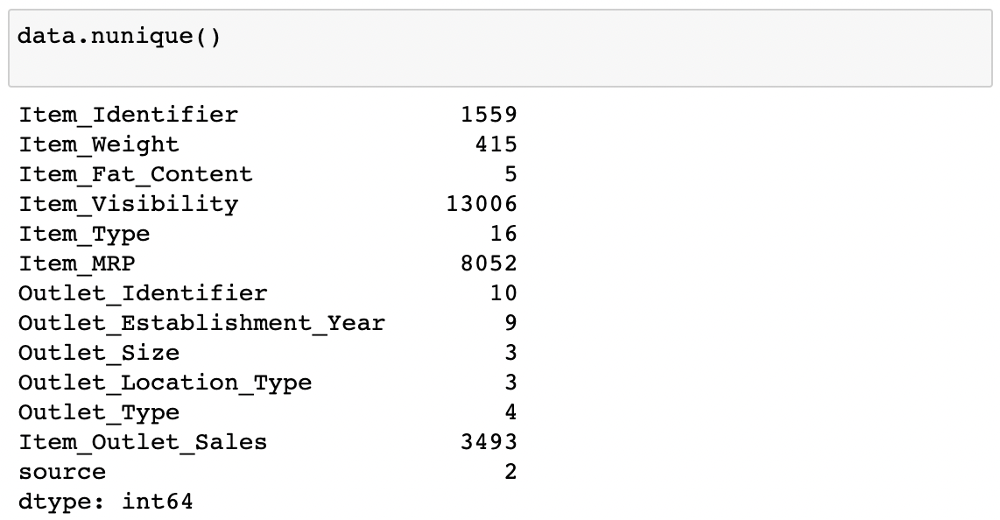 data.nunique()
Item_Identifier 1559
Item_Weight 415
Item_Fat_Content 5
Item_Visibility 13006
Item_Type 16
Item_MRP 8052
Outlet_Identifier 10
Outlet_Establishment_Year 9
Outlet_Size 3
Outlet_Location_Type 3
Outlet_Type 4
Item_Outlet_Sales 3493
source 2
dtype: int64